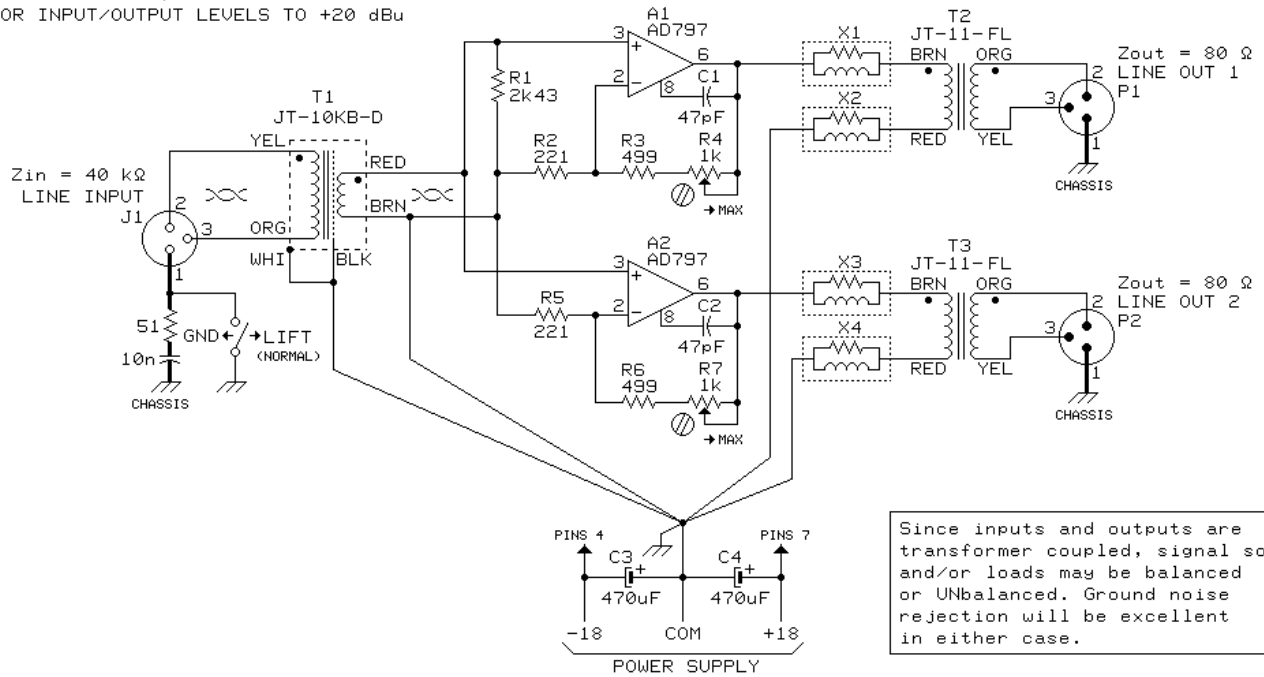 OR INPUT/OUTPUT LEVELS TO +20 dBu
A1
AD797
3
+
2
–
6
8
C1
47pF
R1
2k43
R2
221
R3
499
R4
1k
→MAX
X1
X2
T2
JT-11-FL
BRN
ORG
RED
YEL
2
3
1
Zout = 80 Ω
LINE OUT 1
P1
CHASSIS
T1
JT-10KB-D
YEL
RED
BRN
ORG
WHI
BLK
Zin = 40 kΩ
LINE INPUT
J1
2
3
1
51
10n
GND←
→LIFT
(NORMAL)
CHASSIS
A2
AD797
3
+
2
–
6
8
C2
47pF
R5
221
R6
499
R7
1k
→MAX
X3
X4
T3
JT-11-FL
BRN
ORG
RED
YEL
2
3
1
Zout = 80 Ω
LINE OUT 2
P2
CHASSIS
PINS 4
PINS 7
C3
+
470uF
C4
+
470uF
-18
COM
+18
POWER SUPPLY
Since inputs and outputs are
transformer coupled, signal so
and/or loads may be balanced
or UNbalanced. Ground noise
rejection will be excellent
in either case.